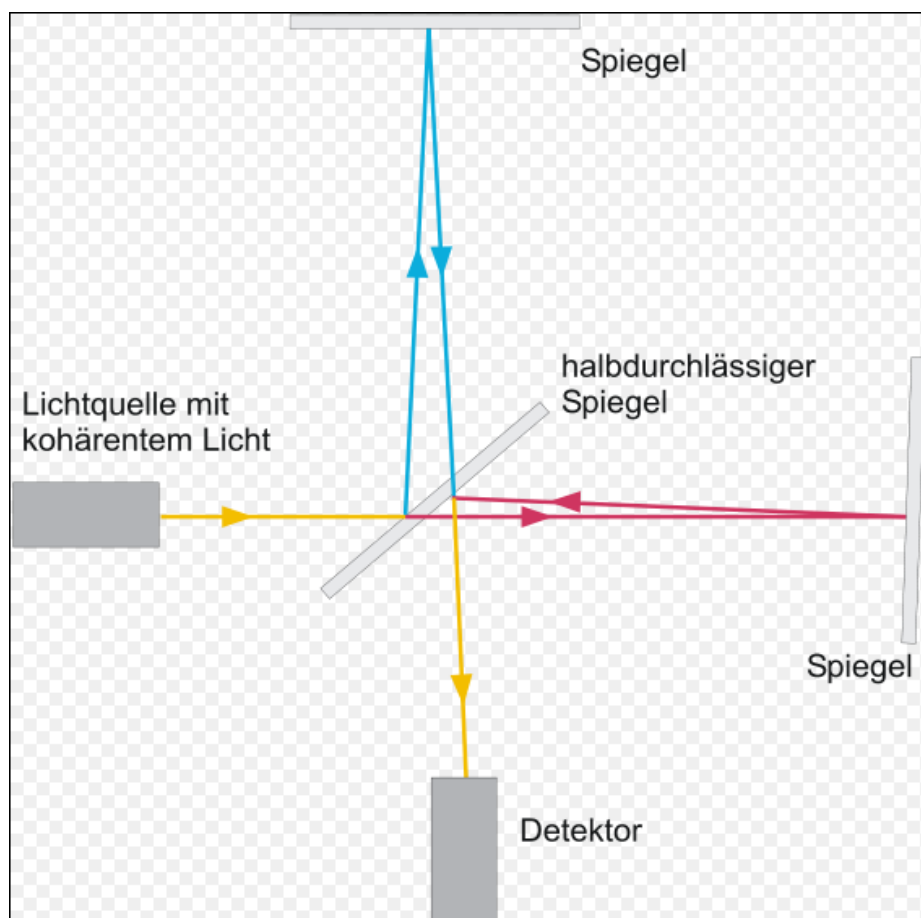 Spiegel
halbdurchlässiger
Spiegel
Lichtquelle mit
kohärentem Licht
Spiegel
Detektor